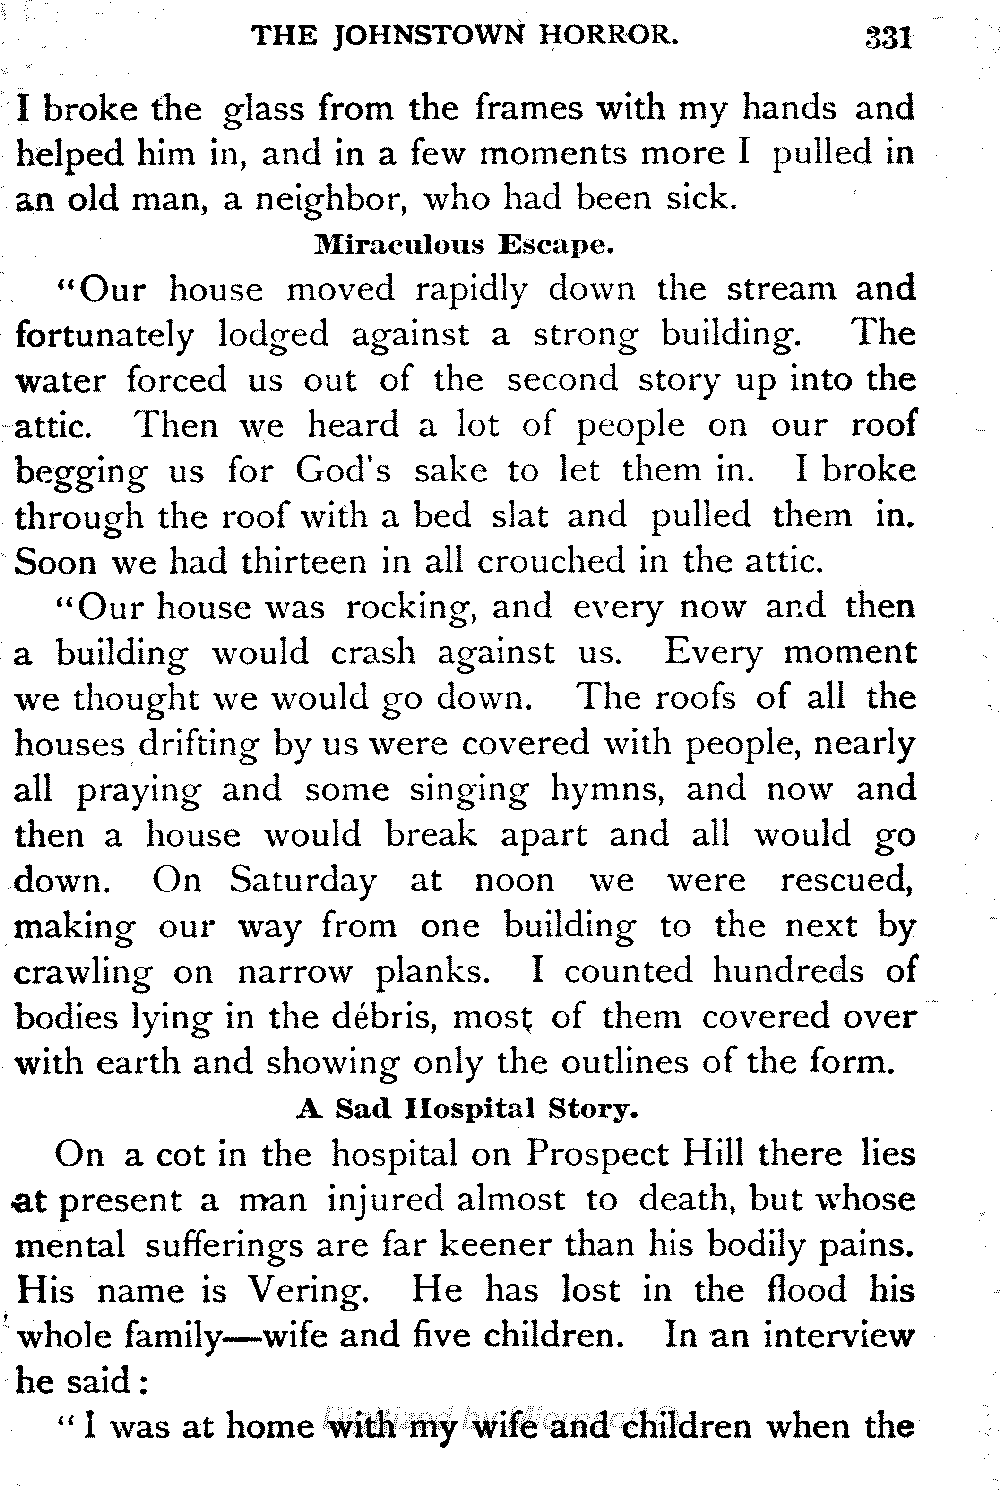 THE JOHNSTOWN HORROR. 331
I broke the glass from the frames with my hands and
helped him in, and in a few moments more I pulled in
an old man, a neighbor, who had been sick.
Miraculous Escape.
"Our house moved rapidly down the stream and
fortunately lodged against a strong building. The
water forced us out of the second story up into the
attic. Then we heard a lot of people on our roof
begging us for God's sake to let them in. I broke
through the roof with a bed slat and pulled them in.
Soon we had thirteen in all crouched in the attic.
"Our house was rocking, and every now and then
a building would crash against us. Every moment
we thought we would go down. The roofs of all the
houses drifting by us were covered with people, nearly
all praying and some singing hymns, and now and
then a house would break apart and all would go
down. On Saturday at noon we were rescued,
making our way from one building to the next by
crawling on narrow planks. I counted hundreds of
bodies lying in the débris, most of them covered over
with earth and showing only the outlines of the form.
A Sad Hospital Story.
On a cot in the hospital on Prospect Hill there lies
at present a man injured almost to death, but whose
mental sufferings are far keener than his bodily pains.
His name is Vering. He has lost in the flood his
whole family—wife and five children. In an interview
he said:
"I was at home with my wife and children when the